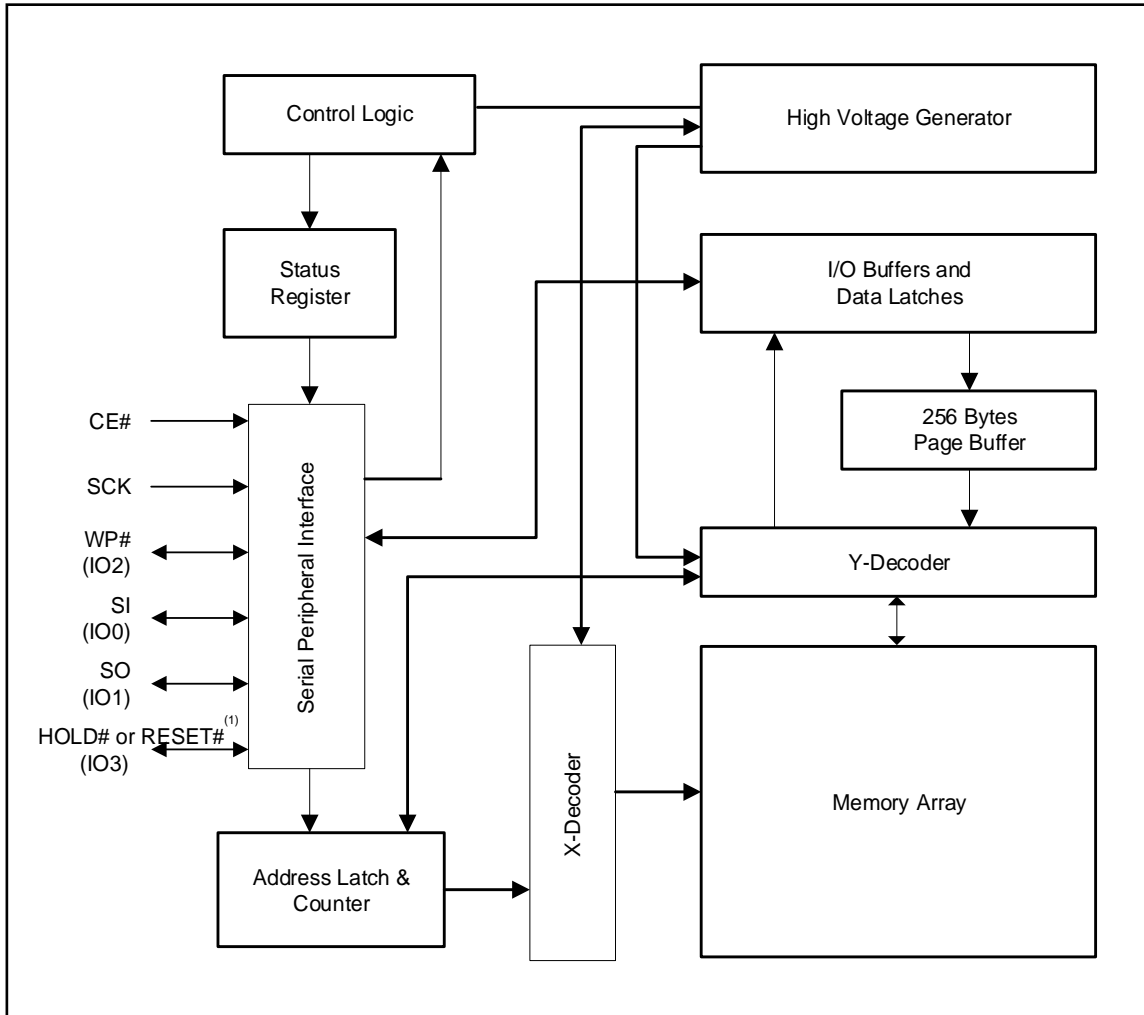 Control Logic
High Voltage Generator
Status
Register
I/O Buffers and
Data Latches
256 Bytes
Page Buffer
CE#
SCK
WP#
(IO2)
SI
(IO0)
SO
(IO1)
HOLD# or RESET#(1)
(IO3)
Serial Peripheral Interface
Y-Decoder
X-Decoder
Memory Array
Address Latch &
Counter